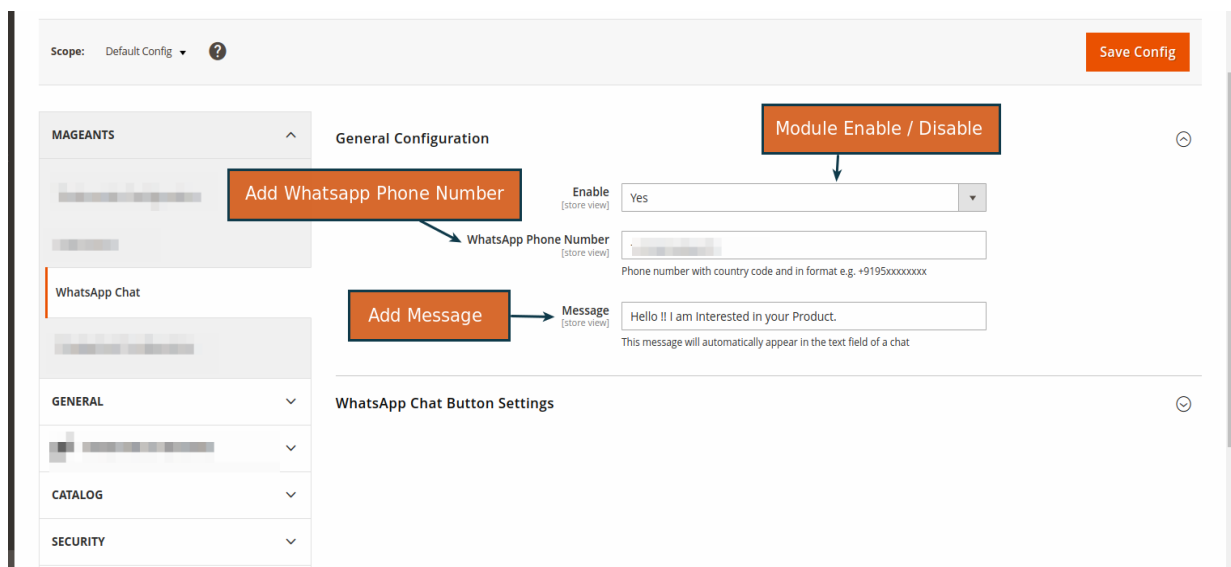 Scope: Default Config
Save Config
MAGEANTS
General Configuration
Module Enable / Disable
Add Whatsapp Phone Number
Enable
[store view]
Yes
WhatsApp Phone Number
[store view]
Phone number with country code and in format e.g. +9195xxxxxxxx
WhatsApp Chat
Add Message
Message
[store view]
Hello !! I am Interested in your Product.
This message will automatically appear in the text field of a chat
GENERAL
WhatsApp Chat Button Settings
CATALOG
SECURITY